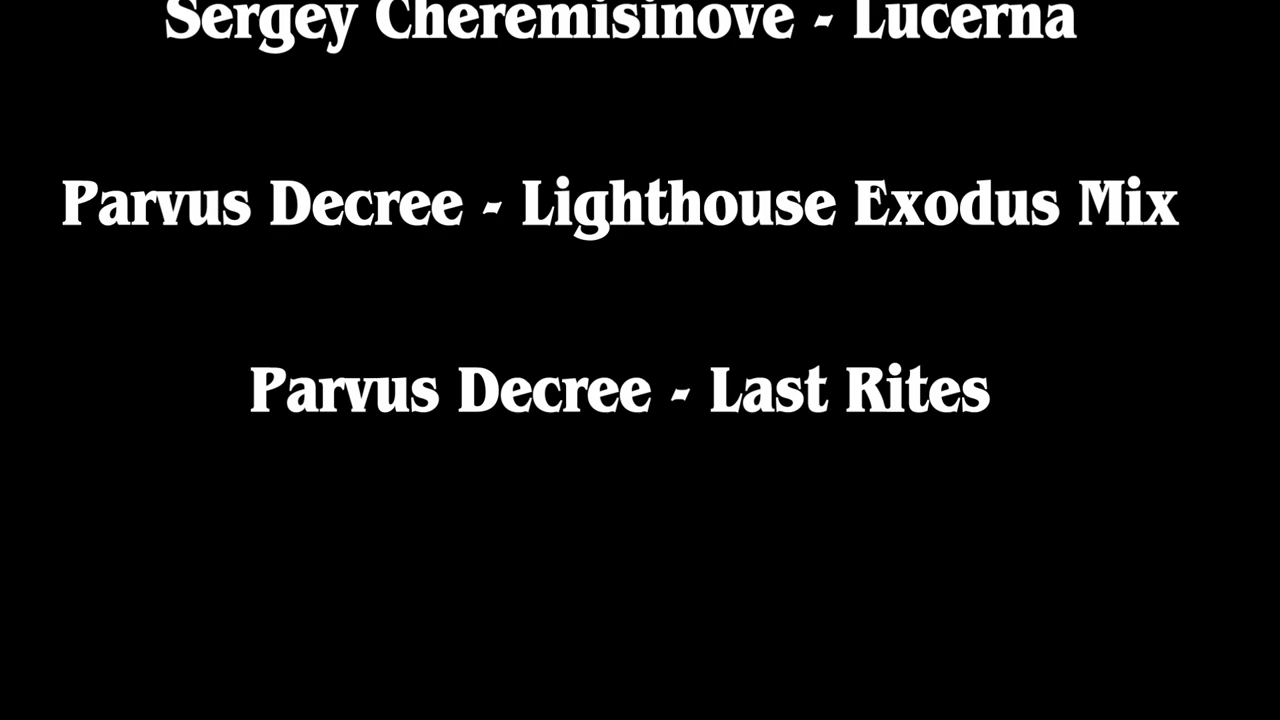 Sergey Cheremisinove - Lucerna
Parvus Decree - Lighthouse Exodus Mix
Parvus Decree - Last Rites